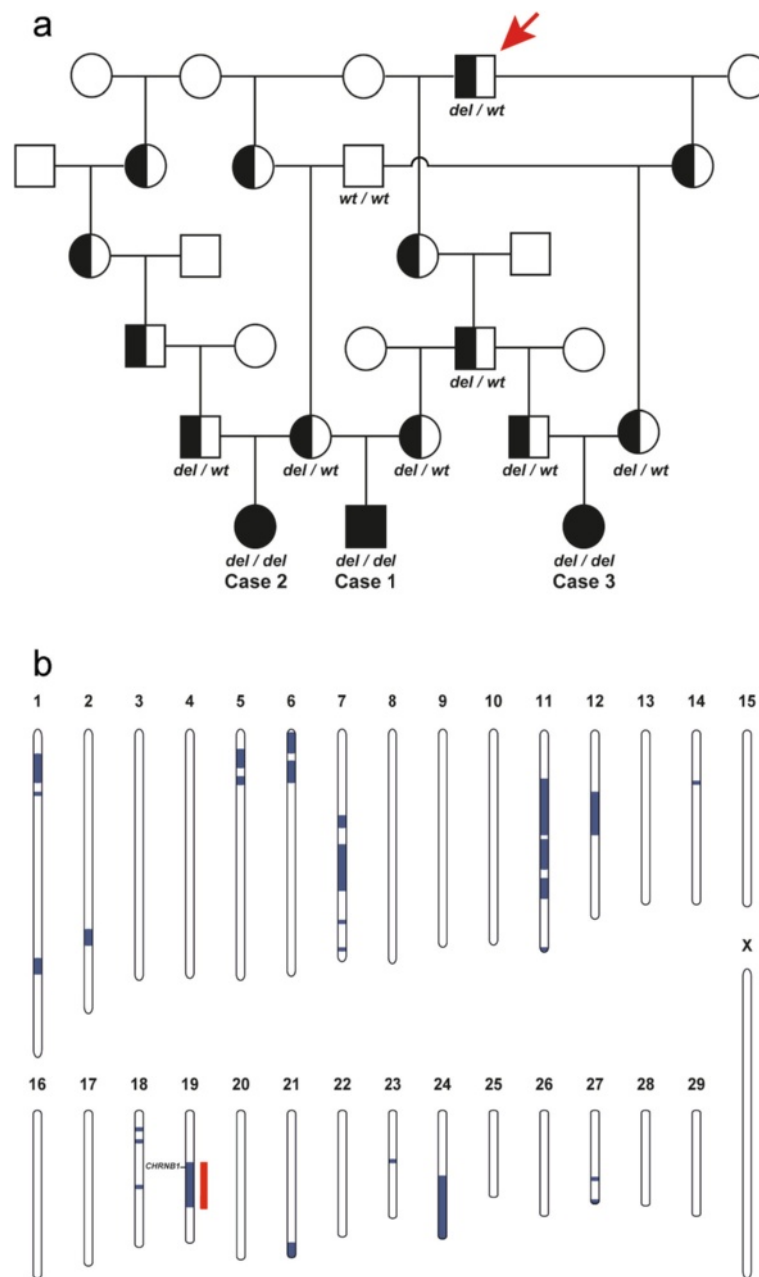 a
del / wt
wt / wt
del / wt
del / wt del / wt del / wt del / wt del / wt
del / del del / del del / del
Case 2 Case 1 Case 3
b
1 2 3 4 5 6 7 8 9 10 11 12 13 14 15
X
16 17 18 19 20 21 22 23 24 25 26 27 28 29
CHRNB1